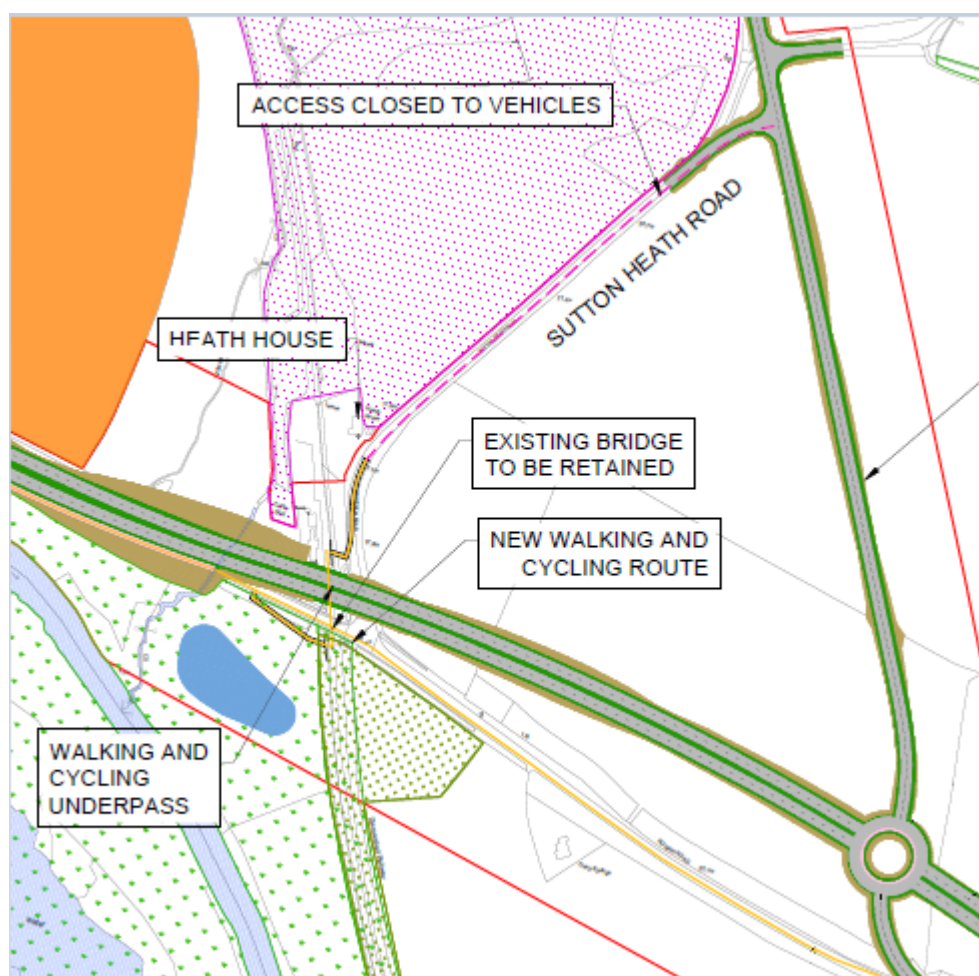 ACCESS CLOSED TO VEHICLES
SUTTON HEATH ROAD
HEATH HOUSE
EXISTING BRIDGE
TO BE RETAINED
NEW WALKING AND
CYCLING ROUTE
WALKING AND
CYCLING
UNDERPASS